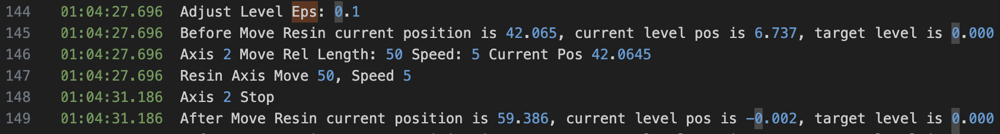 144 01:04:27.696 Adjust Level Eps: 0.1
145 01:04:27.696 Before Move Resin current position is 42.065, current level pos is 6.737, target level is 0.000
146 01:04:27.696 Axis 2 Move Rel Length: 50 Speed: 5 Current Pos 42.0645
147 01:04:27.696 Resin Axis Move 50, Speed 5
148 01:04:31.186 Axis 2 Stop
149 01:04:31.186 After Move Resin current position is 59.386, current level pos is -0.002, target level is 0.000